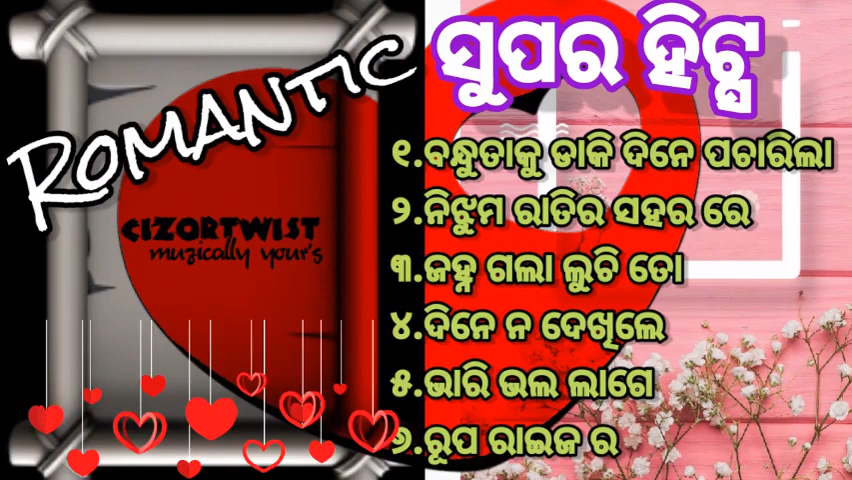 ROMANTIC
ସୁପର ହିଟ୍ସ
CIZORTWIST
muzically your's
୧.ବନ୍ଧୁତାକୁ ଡାକି ଦିନେ ପଚାରିଲା
୨.ନିଝୁମ ରାତିର ସହର ରେ
୩.ଜହ୍ନ ଗଲା ଲୁଚି ତୋ
୪.ଦିନେ ନ ଦେଖିଲେ
୫.ଭାରି ଭଲ ଲାଗେ
୬.ରୂପ ରାଇଜ ର